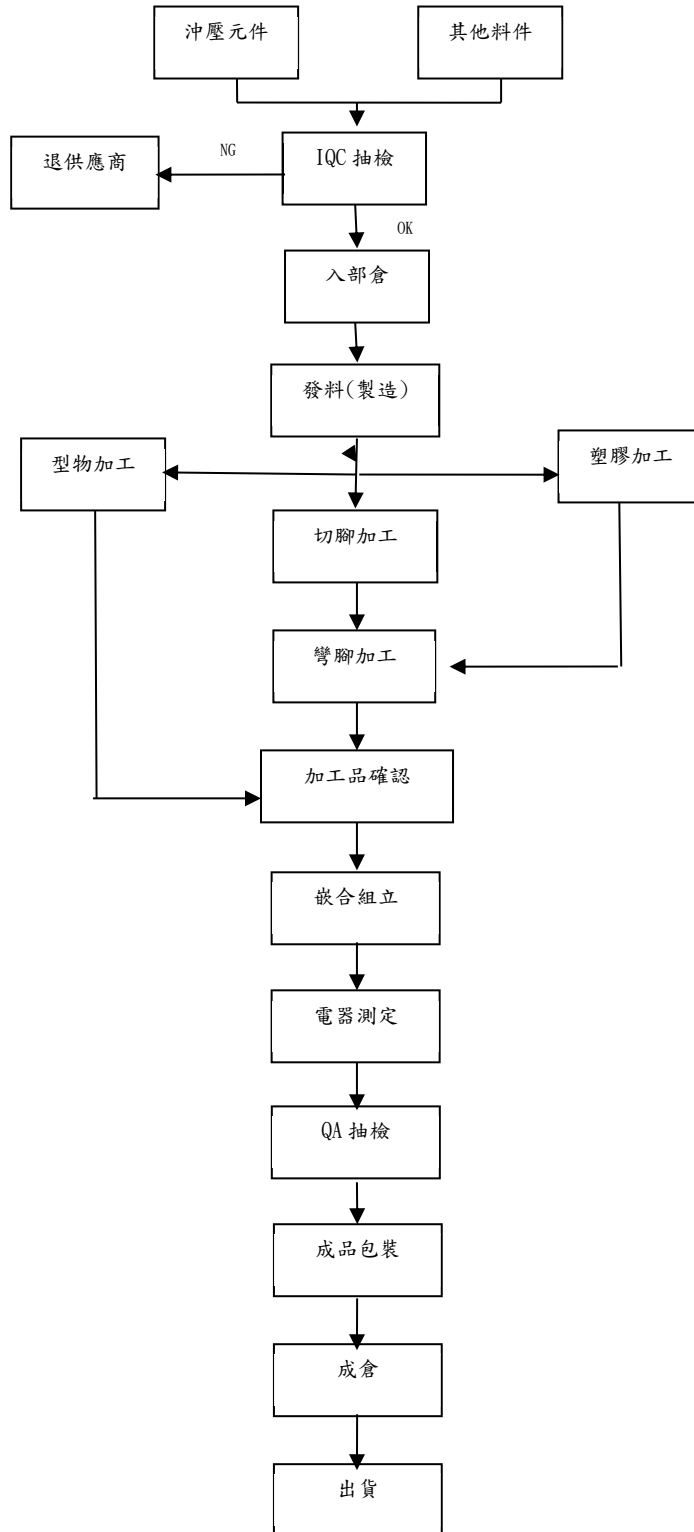 沖壓元件
其他料件
退供應商
NG
IQC 抽檢
OK
入部倉
發料(製造)
型物加工
塑膠加工
切腳加工
彎腳加工
加工品確認
嵌合組立
電器測定
QA 抽檢
成品包裝
成倉
出貨